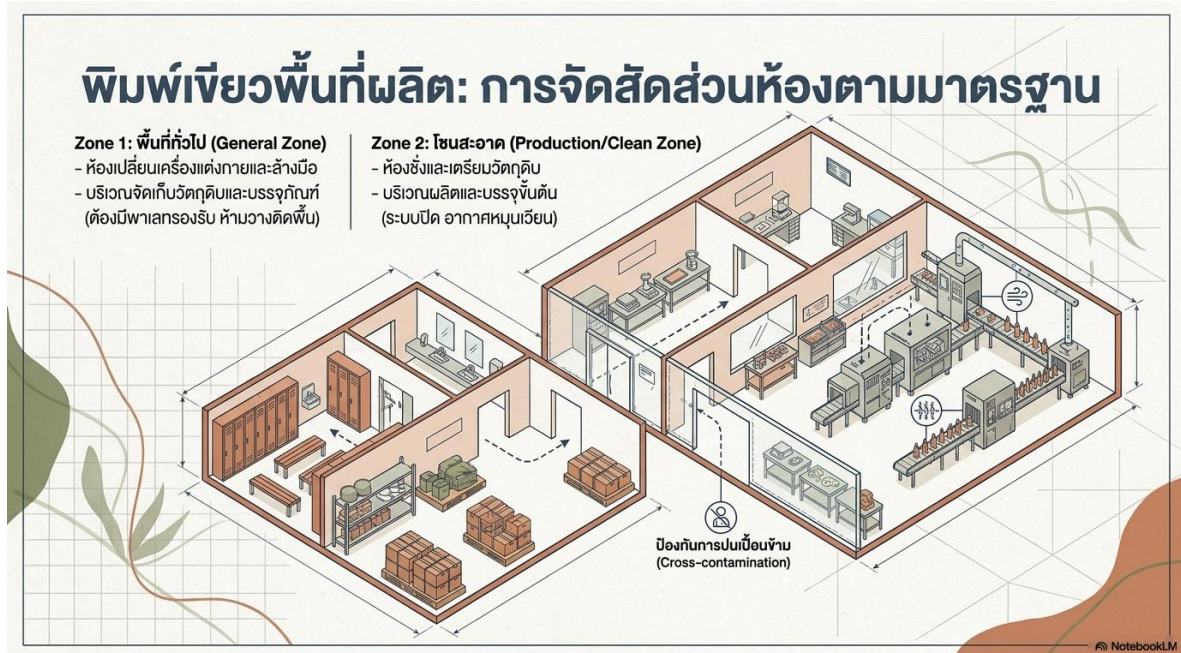 พิมพ์เขียวพื้นที่ผลิต: การจัดสัดส่วนห้องตามมาตรฐาน
Zone 1: พื้นที่ทั่วไป (General Zone)
- ห้องเปลี่ยนเครื่องแต่งกายและล้างมือ
- บริเวณจัดเก็บวัตถุดิบและบรรจุภัณฑ์
(ต้องมีพาเลทรองรับ ห้ามวางติดพื้น)
Zone 2: โซนสะอาด (Production/Clean Zone)
- ห้องชั่งและเตรียมวัตถุดิบ
- บริเวณผลิตและบรรจุขั้นต้น
(ระบบปิด อากาศหมุนเวียน)
ป้องกันการปนเปื้อนข้าม
(Cross-contamination)
NotebookLM